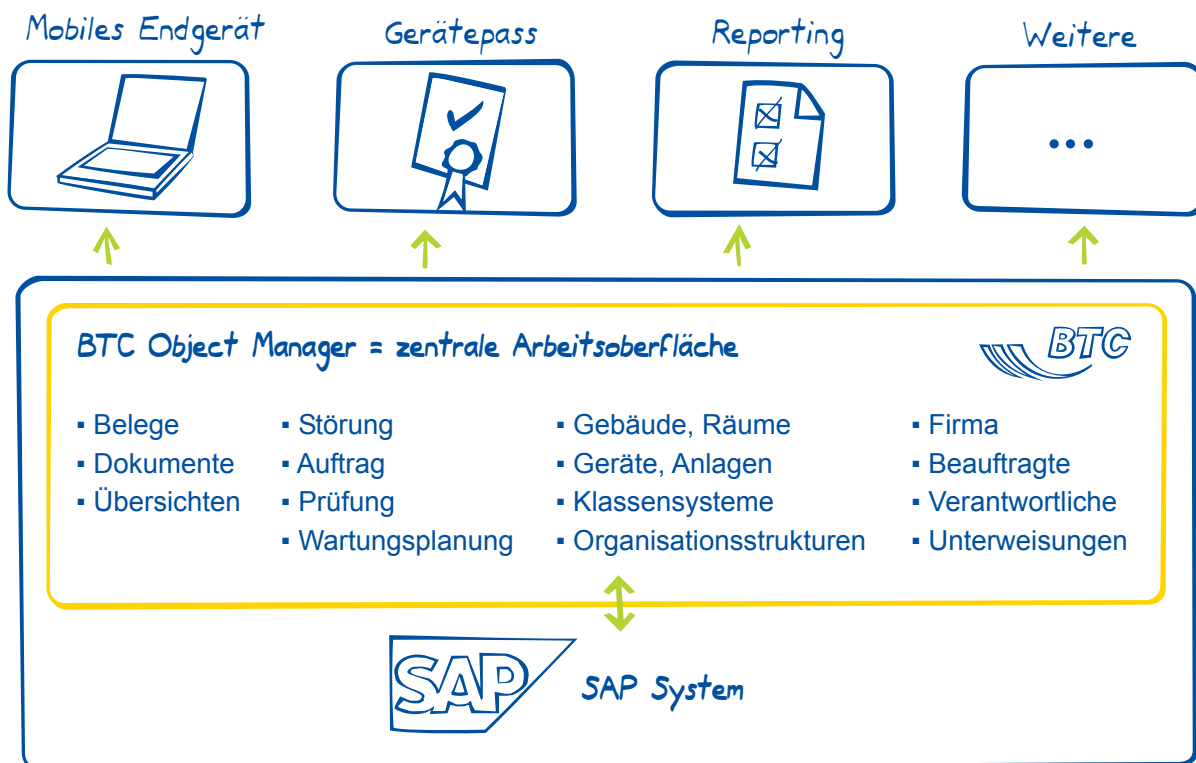 Mobiles Endgerät
Gerätepass
Reporting
Weitere
...
BTC Object Manager = zentrale Arbeitsoberfläche
BTC
▪ Belege
▪ Dokumente
▪ Übersichten
▪ Störung
▪ Auftrag
▪ Prüfung
▪ Wartungsplanung
▪ Gebäude, Räume
▪ Geräte, Anlagen
▪ Klassensysteme
▪ Organisationsstrukturen
▪ Firma
▪ Beauftragte
▪ Verantwortliche
▪ Unterweisungen
SAP
SAP System